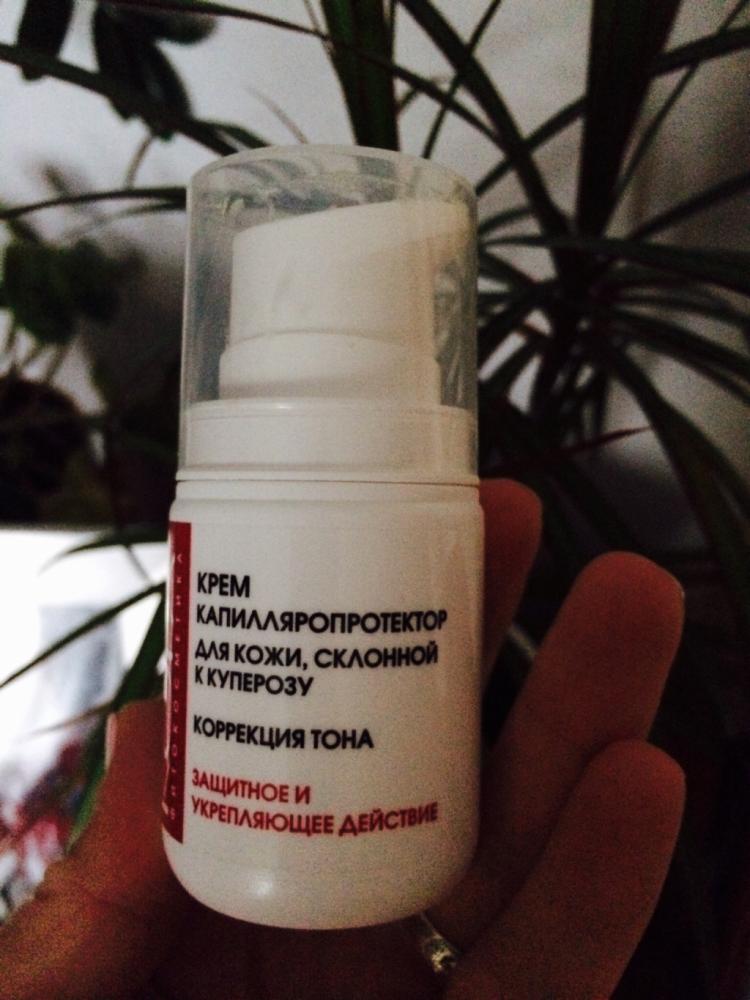 КРЕМ
КАПИЛЛЯРОПРОТЕКТОР
ДЛЯ КОЖИ, СКЛОННОЙ
К КУПЕРОЗУ
КОРРЕКЦИЯ ТОНА
ЗАЩИТНОЕ И
УКРЕПЛЯЮЩЕЕ ДЕЙСТВИЕ